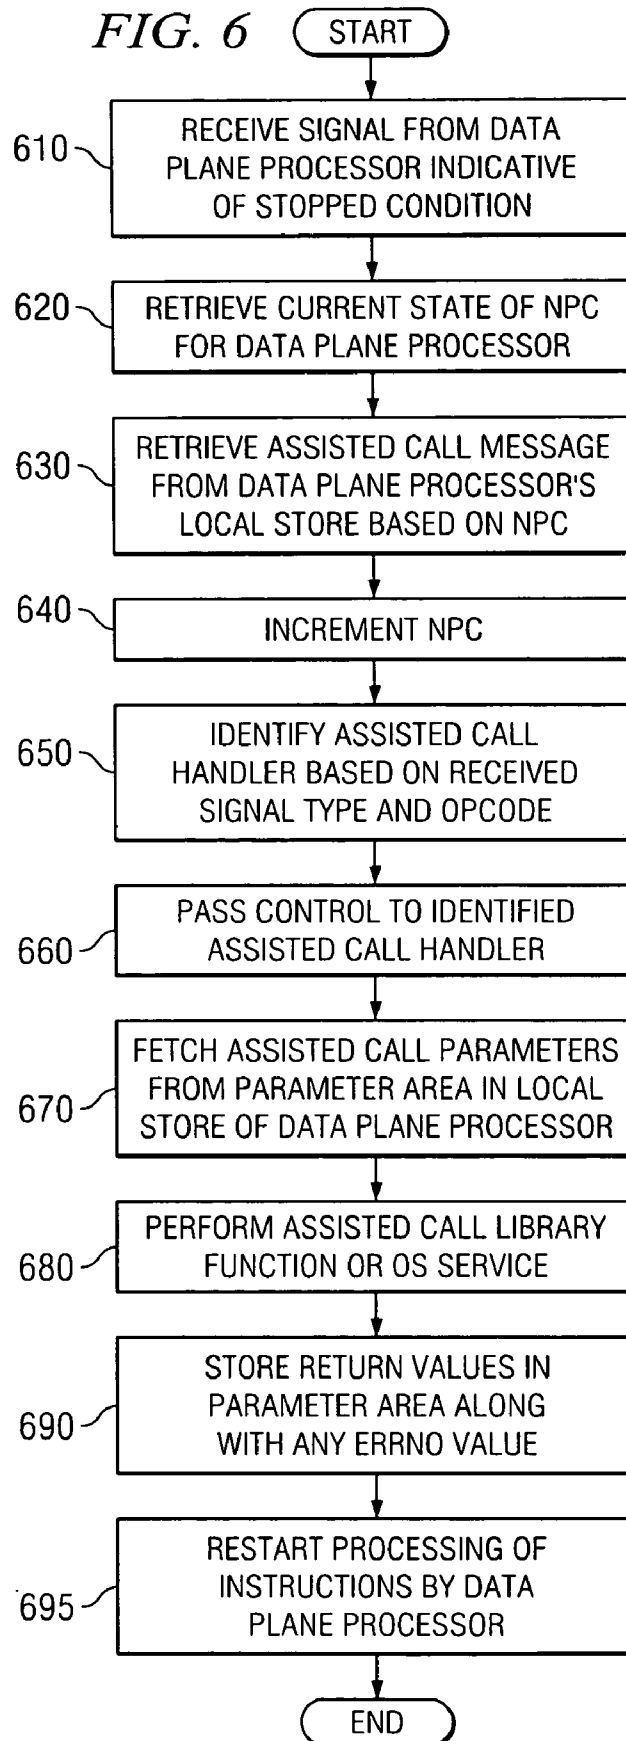 FIG. 6
START
610
RECEIVE SIGNAL FROM DATA
PLANE PROCESSOR INDICATIVE
OF STOPPED CONDITION
620
RETRIEVE CURRENT STATE OF NPC
FOR DATA PLANE PROCESSOR
630
RETRIEVE ASSISTED CALL MESSAGE
FROM DATA PLANE PROCESSOR'S
LOCAL STORE BASED ON NPC
640
INCREMENT NPC
650
IDENTIFY ASSISTED CALL
HANDLER BASED ON RECEIVED
SIGNAL TYPE AND OPCODE
660
PASS CONTROL TO IDENTIFIED
ASSISTED CALL HANDLER
670
FETCH ASSISTED CALL PARAMETERS
FROM PARAMETER AREA IN LOCAL
STORE OF DATA PLANE PROCESSOR
680
PERFORM ASSISTED CALL LIBRARY
FUNCTION OR OS SERVICE
690
STORE RETURN VALUES IN
PARAMETER AREA ALONG
WITH ANY ERRNO VALUE
695
RESTART PROCESSING OF
INSTRUCTIONS BY DATA
PLANE PROCESSOR
END